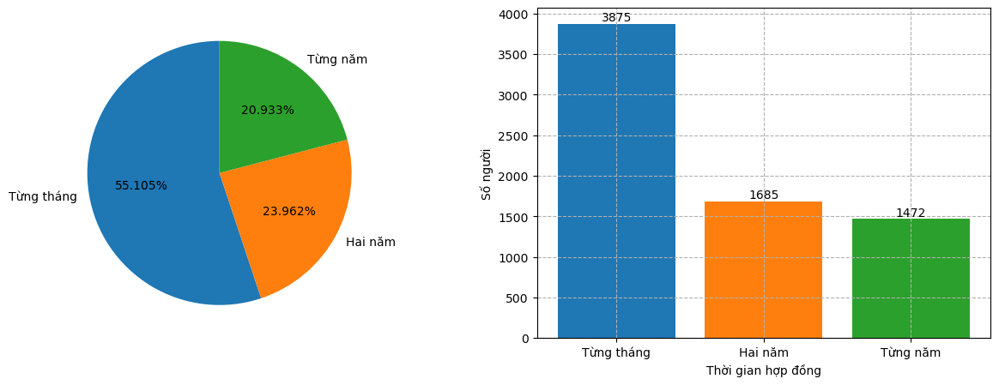 Từng năm
20.933%
55.105%
Từng tháng
23.962%
Hai năm
4000
3500
3000
2500
2000
1500
1000
500
0
Số người
3875
1685
1472
Từng tháng
Hai năm
Từng năm
Thời gian hợp đồng